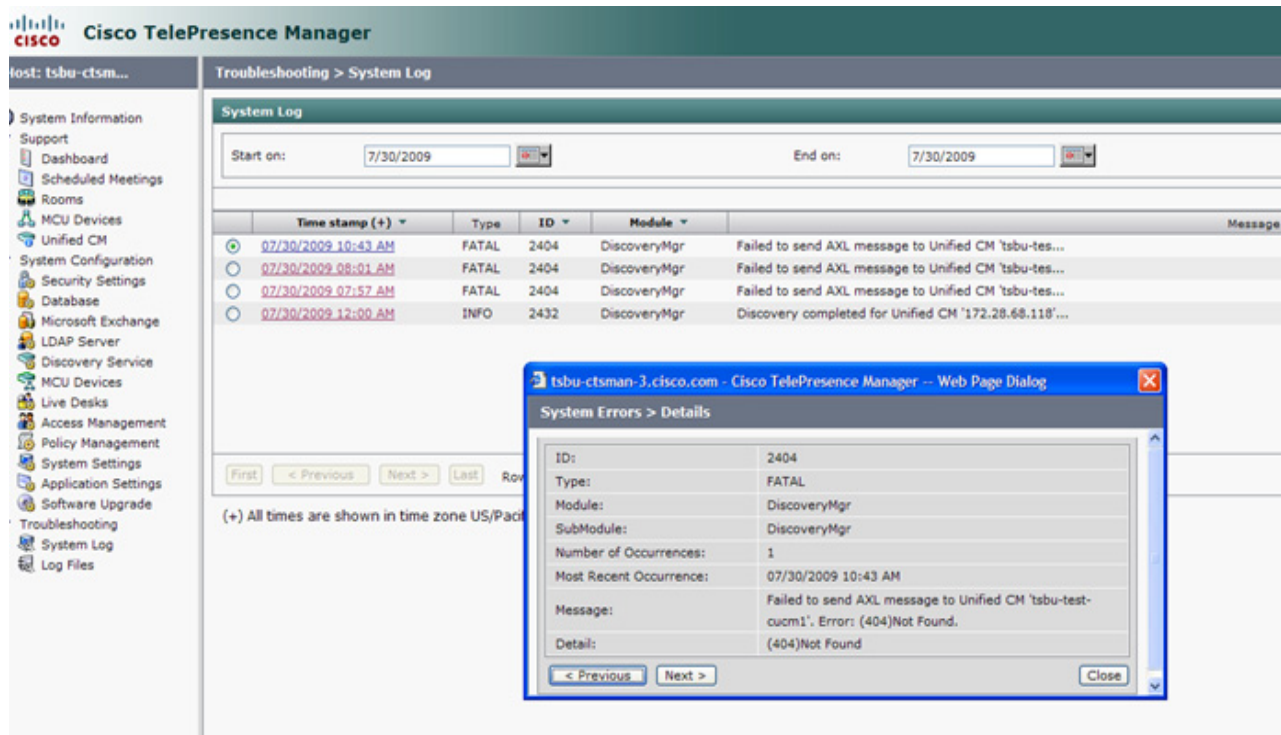 CISCO
Cisco TelePresence Manager
Host: tsbu-ctsm...
Troubleshooting > System Log
System Information
Support
Dashboard
Scheduled Meetings
Rooms
MCU Devices
Unified CM
System Configuration
Security Settings
Database
Microsoft Exchange
LDAP Server
Discovery Service
MCU Devices
Live Desks
Access Management
Policy Management
System Settings
Application Settings
Software Upgrade
Troubleshooting
System Log
Log Files
System Log
Start on: 7/30/2009 End on: 7/30/2009
Time stamp (+) Type ID Module Message
07/30/2009 10:43 AM FATAL 2404 DiscoveryMgr Failed to send AXL message to Unified CM 'tsbu-tes...
07/30/2009 08:01 AM FATAL 2404 DiscoveryMgr Failed to send AXL message to Unified CM 'tsbu-tes...
07/30/2009 07:57 AM FATAL 2404 DiscoveryMgr Failed to send AXL message to Unified CM 'tsbu-tes...
07/30/2009 12:00 AM INFO 2432 DiscoveryMgr Discovery completed for Unified CM '172.28.68.118'...
First < Previous Next > Last Row
(+) All times are shown in time zone US/Pacif
tsbu-ctsman-3.cisco.com - Cisco TelePresence Manager -- Web Page Dialog
System Errors > Details
ID: 2404
Type: FATAL
Module: DiscoveryMgr
SubModule: DiscoveryMgr
Number of Occurrences: 1
Most Recent Occurrence: 07/30/2009 10:43 AM
Message: Failed to send AXL message to Unified CM 'tsbu-test-
cucm1'. Error: (404)Not Found.
Detail: (404)Not Found
< Previous Next > Close